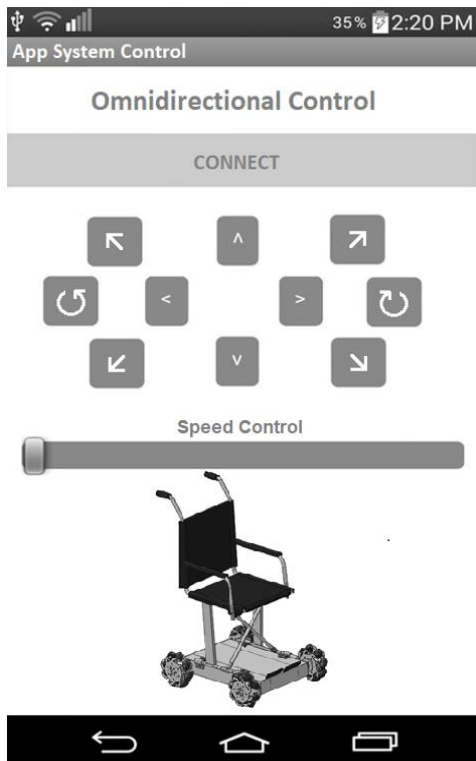 35% 2:20 PM
App System Control
Omnidirectional Control
CONNECT
^
< >
v
Speed Control